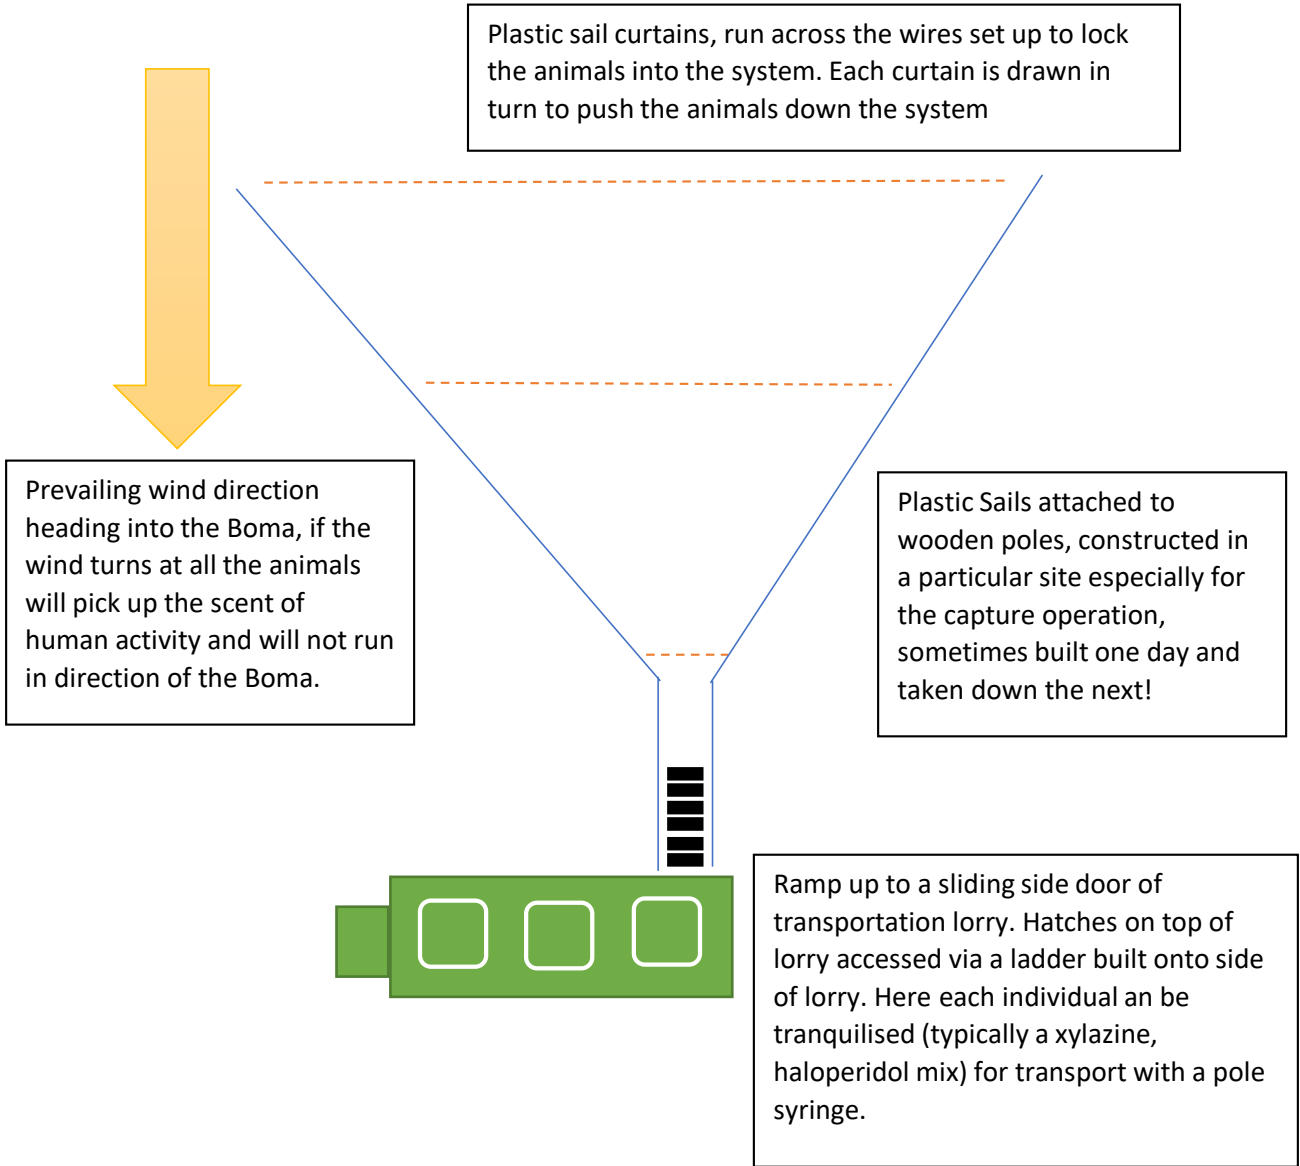 Plastic sail curtains, run across the wires set up to lock
the animals into the system. Each curtain is drawn in
turn to push the animals down the system
Prevailing wind direction
heading into the Boma, if the
wind turns at all the animals
will pick up the scent of
human activity and will not run
in direction of the Boma.
Plastic Sails attached to
wooden poles, constructed in
a particular site especially for
the capture operation,
sometimes built one day and
taken down the next!
Ramp up to a sliding side door of
transportation lorry. Hatches on top of
lorry accessed via a ladder built onto side
of lorry. Here each individual an be
tranquilised (typically a xylazine,
haloperidol mix) for transport with a pole
syringe.